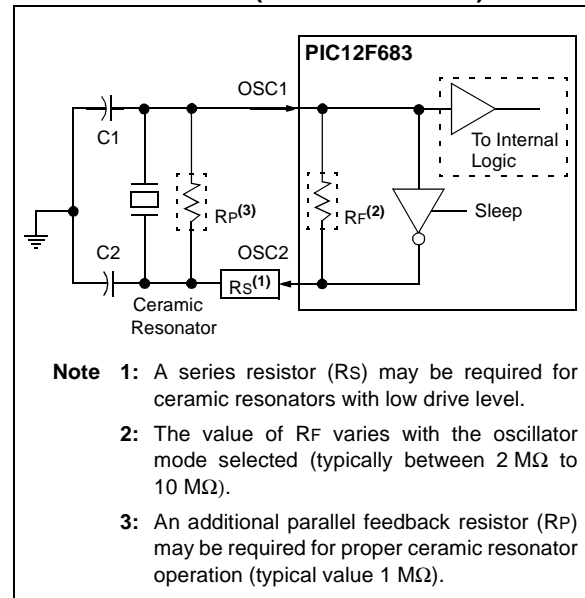 PIC12F683
OSC1
C1
To Internal
Logic
RP(3)
RF(2)
Sleep
C2
OSC2
RS(1)
Ceramic
Resonator
Note 1: A series resistor (RS) may be required for
ceramic resonators with low drive level.
2: The value of RF varies with the oscillator
mode selected (typically between 2 MΩ to
10 MΩ).
3: An additional parallel feedback resistor (RP)
may be required for proper ceramic resonator
operation (typical value 1 MΩ).